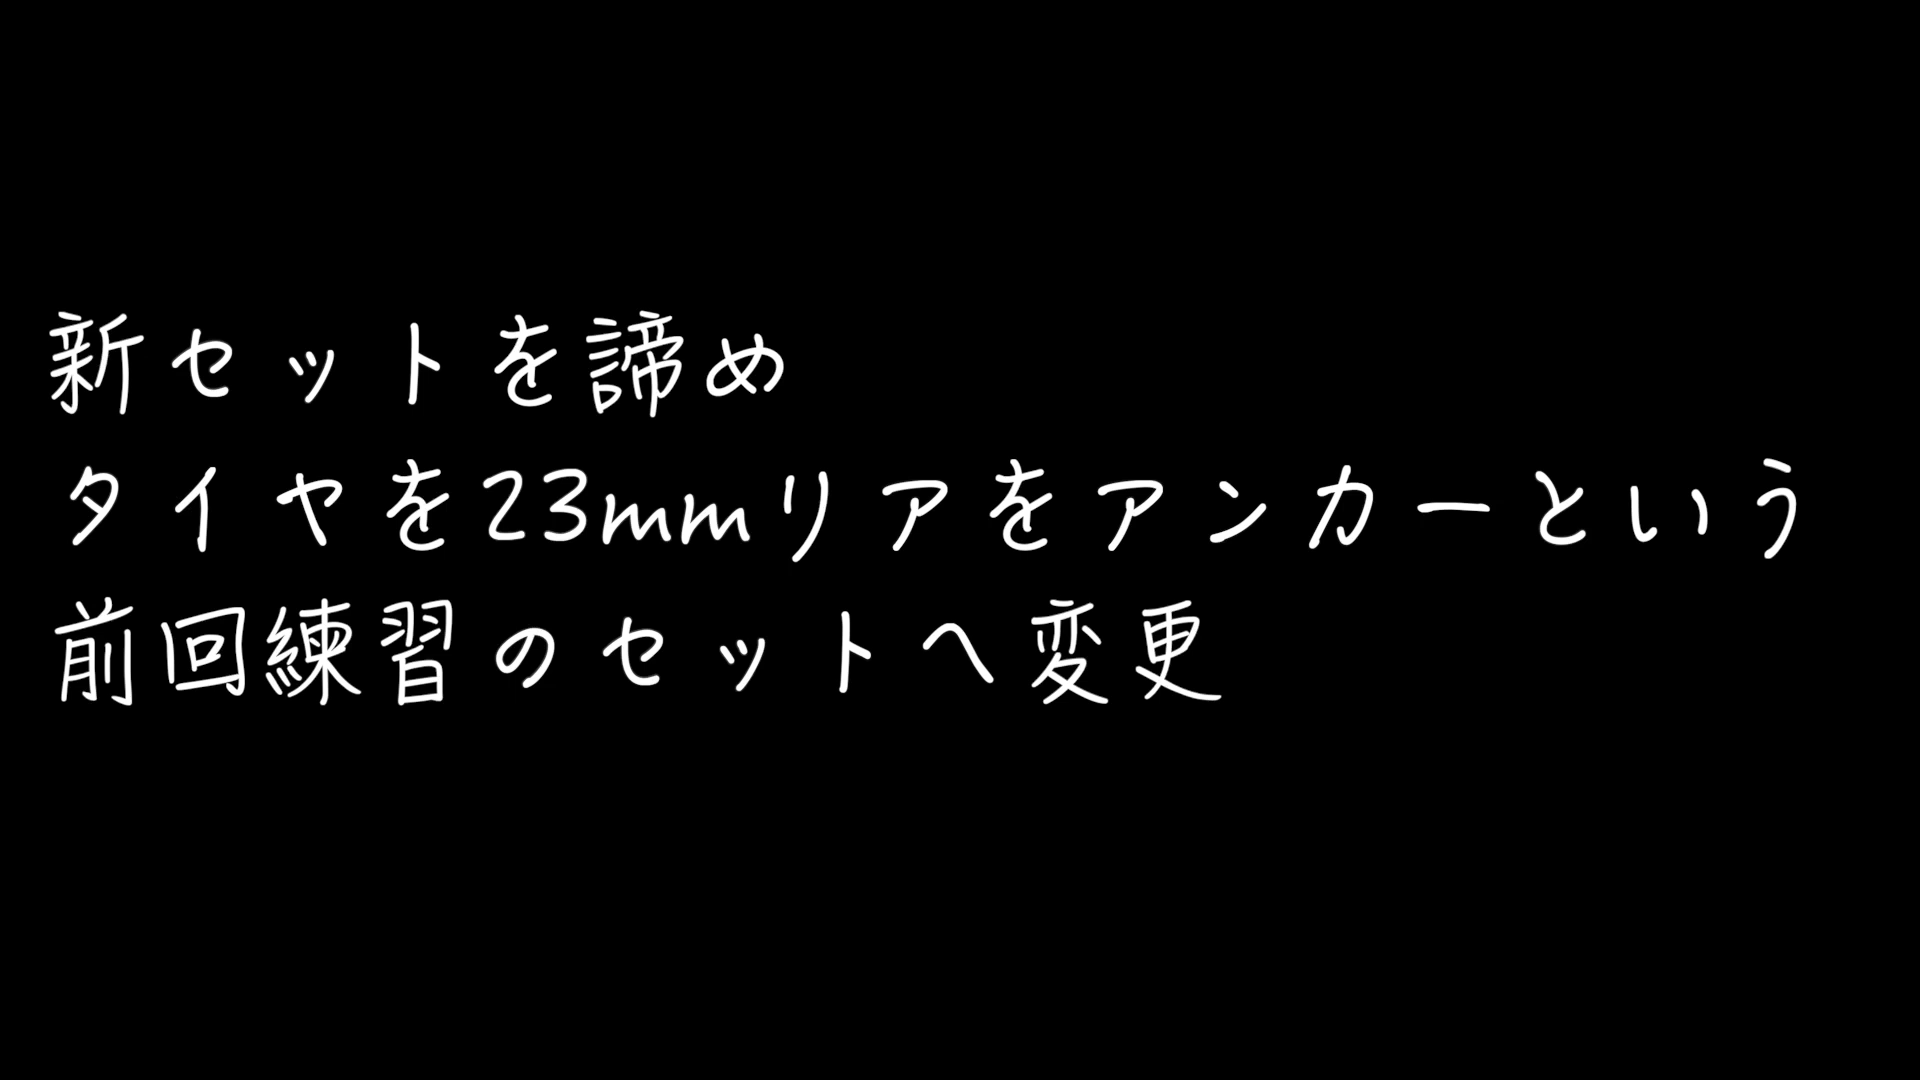 新セットを諦め
タイヤを23mmリアをアンカーという
前回練習のセットへ変更